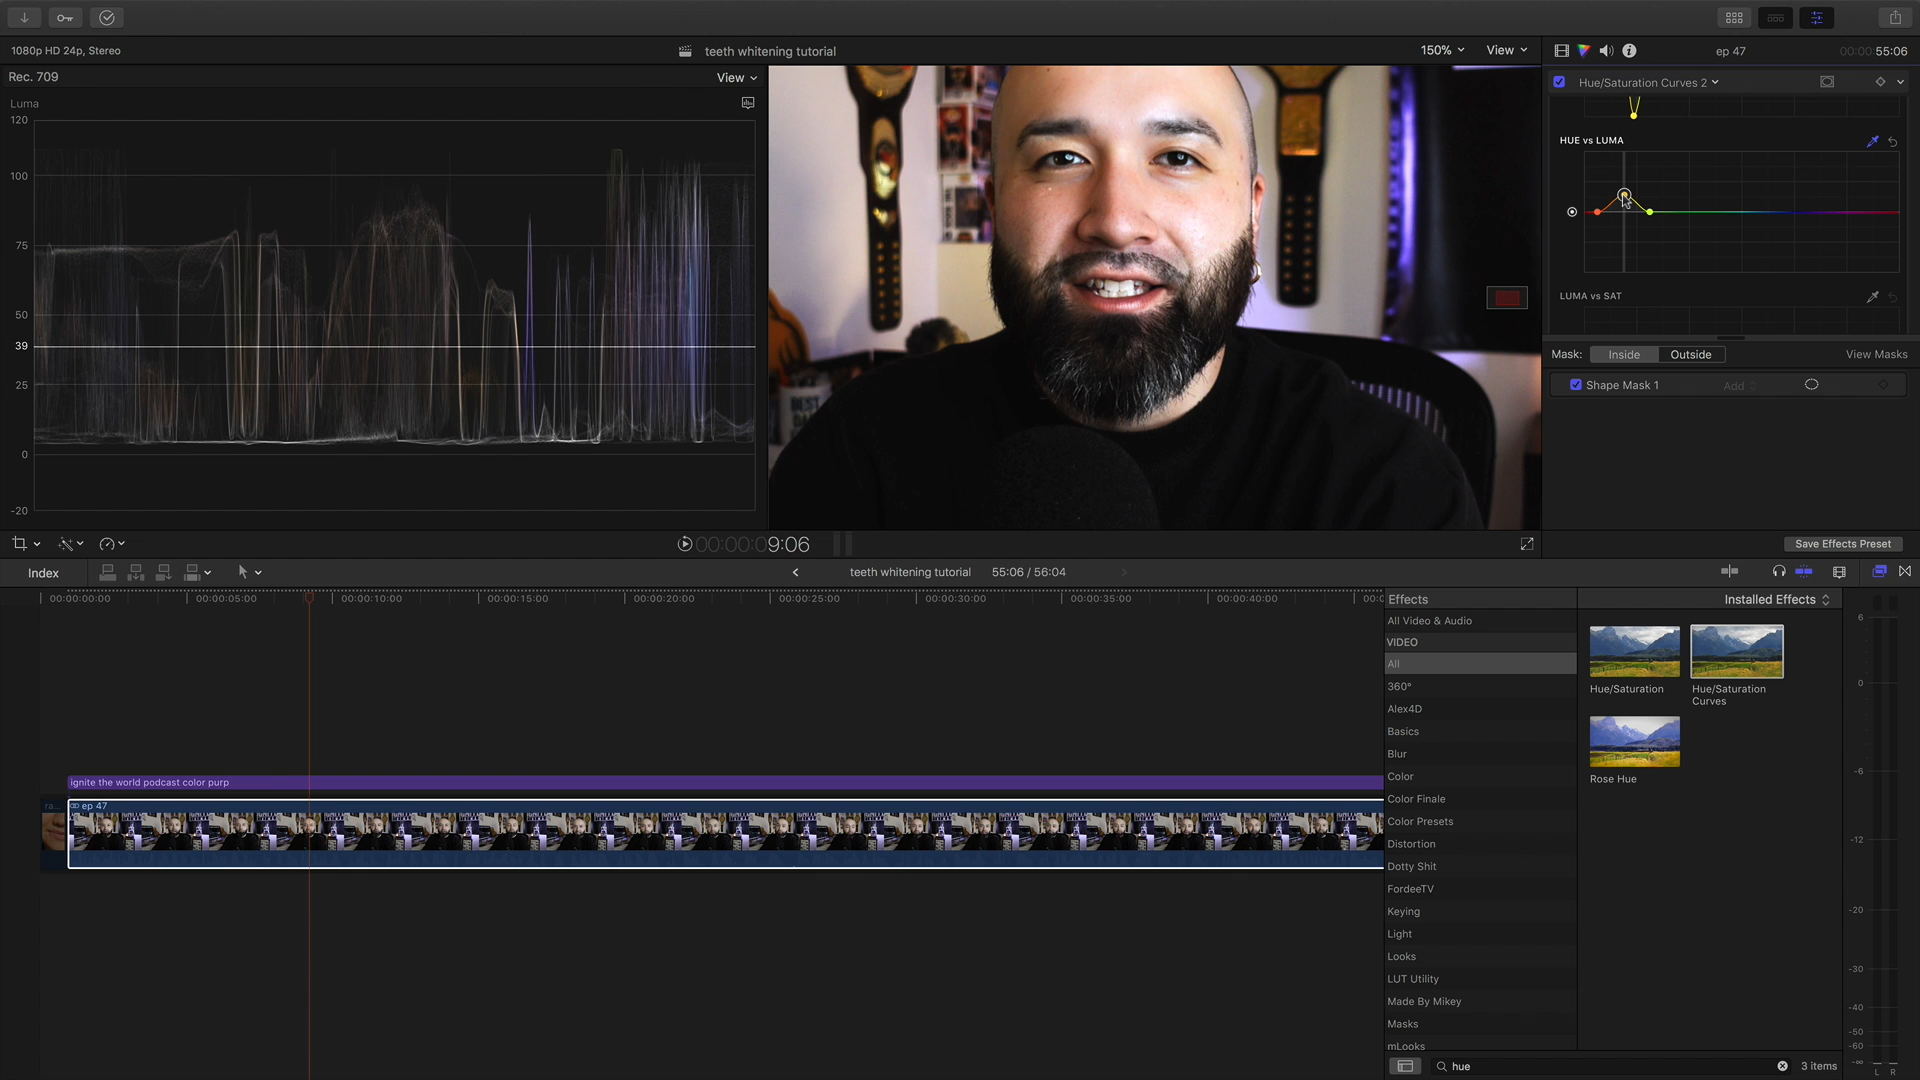 1080p HD 24p, Stereo
teeth whitening tutorial
150%
View
ep 47
00:00:55:06
Rec. 709
View
Hue/Saturation Curves 2
Luma
120
100
75
50
39
25
0
-20
HUE vs LUMA
LUMA vs SAT
Mask:
Inside
Outside
View Masks
Shape Mask 1
Add
BEST
00:00:09:06
Save Effects Preset
Index
teeth whitening tutorial
55:06 / 56:04
00:00:00:00
00:00:05:00
00:00:10:00
00:00:15:00
00:00:20:00
00:00:25:00
00:00:30:00
00:00:35:00
00:00:40:00
ignite the world podcast color purp
ra...
ep 47
Effects
Installed Effects
All Video & Audio
VIDEO
All
360°
Alex4D
Basics
Blur
Color
Color Finale
Color Presets
Distortion
Dotty Shit
FordeeTV
Keying
Light
Looks
LUT Utility
Made By Mikey
Masks
mLooks
Hue/Saturation
Hue/Saturation
Curves
Rose Hue
hue
3 items
6
0
-6
-12
-20
-30
-40
-50
-60
-∞
L
R